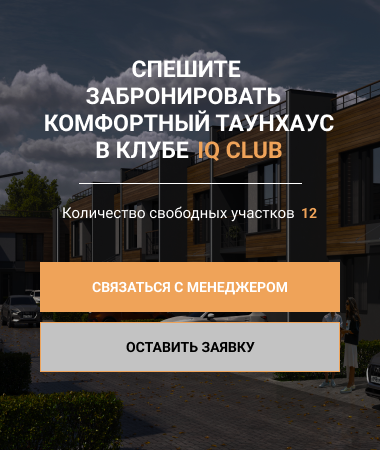 СПЕШИТЕ
ЗАБРОНИРОВАТЬ
КОМФОРТНЫЙ ТАУНХАУС
В КЛУБЕ IQ CLUB
Количество свободных участков 12
СВЯЗАТЬСЯ С МЕНЕДЖЕРОМ
ОСТАВИТЬ ЗАЯВКУ